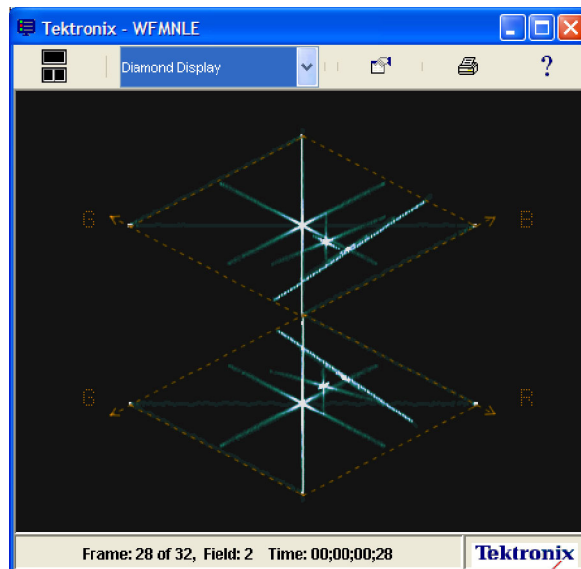 Tektronix - WFMNLE
Diamond Display
?
G B
G R
Frame: 28 of 32, Field: 2 Time: 00;00;00;28
Tektronix